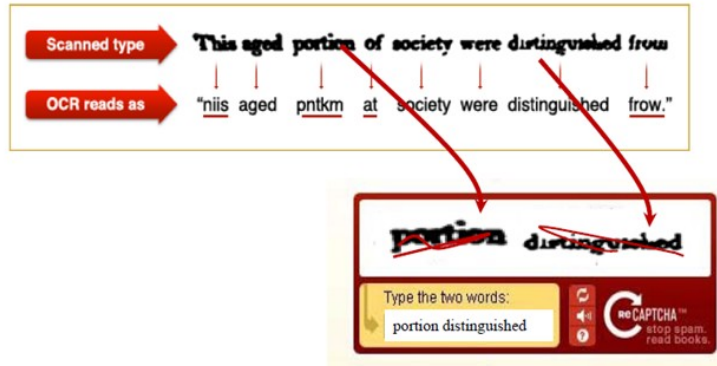 Scanned type
This aged portion of society were distinguished from
OCR reads as
“niis aged pntkm at society were distinguished frow.”
portion distinguished
Type the two words:
portion distinguished
?
reCAPTCHA™
stop spam.
read books.